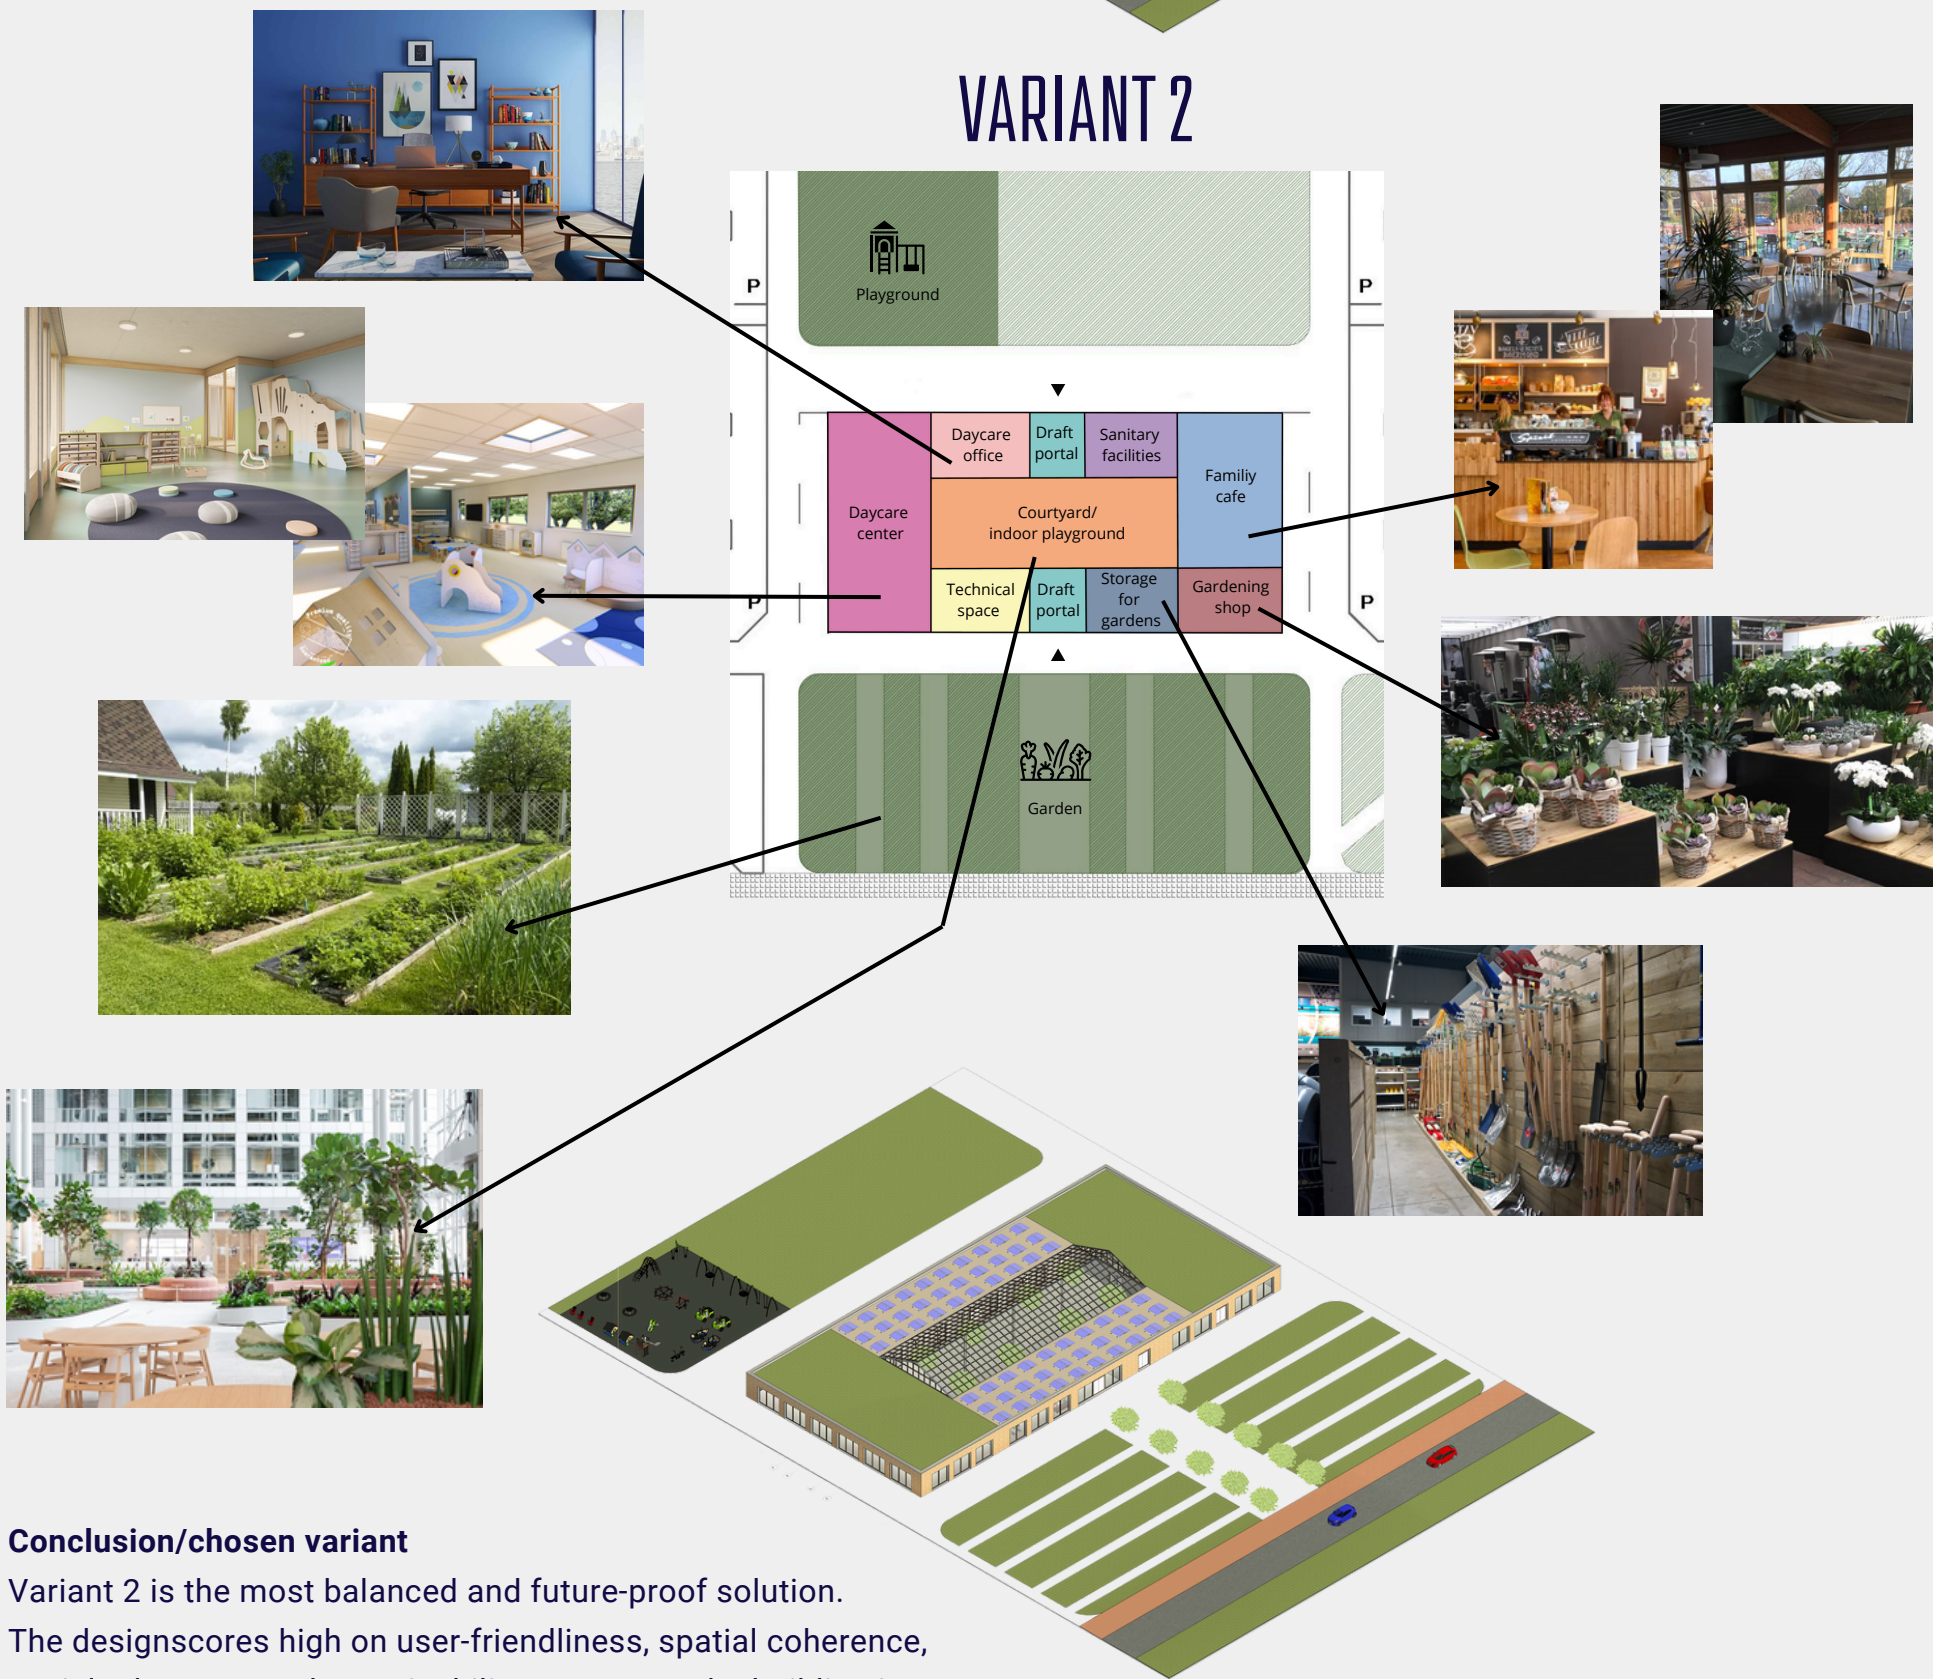 VARIANT 2
Playground
P
P
Daycare
office
Draft
portal
Sanitary
facilities
Familiy
cafe
Daycare
center
Courtyard/
indoor playground
Technical
space
Draft
portal
Storage
for
gardens
Gardening
shop
P
P
Garden
Conclusion/chosen variant
Variant 2 is the most balanced and future-proof solution.
The designscores high on user-friendliness, spatial coherence,